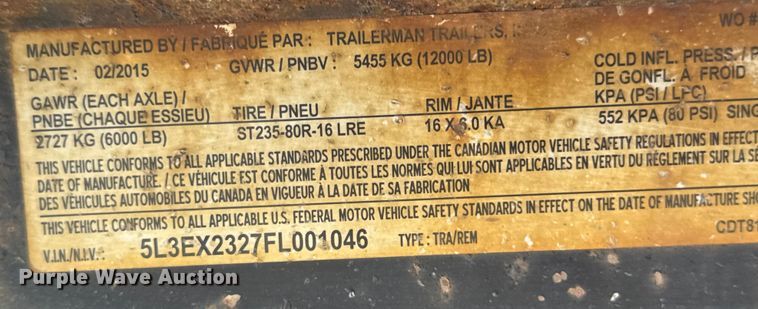 WO #
MANUFACTURED BY / FABRIQUÉ PAR : TRAILERMAN TRAILERS,
DATE : 02/2015 GVWR / PNBV : 5455 KG (12000 LB)
COLD INFL. PRESS. / P
DE GONFL. A FROID
KPA (PSI / LPC)
GAWR (EACH AXLE) /
PNBE (CHAQUE ESSIEU) TIRE / PNEU RIM / JANTE
2727 KG (6000 LB) ST235-80R-16 LRE 16 X 6.0 KA 552 KPA (80 PSI) SING
THIS VEHICLE CONFORMS TO ALL APPLICABLE STANDARDS PRESCRIBED UNDER THE CANADIAN MOTOR VEHICLE SAFETY REGULATIONS IN EFFECT
DATE OF MANUFACTURE. / CE VÉHICULE EST CONFORME À TOUTES LES NORMES QUI LUI SONT APPLICABLES EN VERTU DU RÈGLEMENT SUR LA SÉ
DES VÉHICULES AUTOMOBILES DU CANADA EN VIGUEUR À LA DATE DE SA FABRICATION
THIS VEHICLE CONFORMS TO ALL APPLICABLE U.S. FEDERAL MOTOR VEHICLE SAFETY STANDARDS IN EFFECT ON THE DATE OF MANUFACTURE SHO
V.I.N./N.I.V.: 5L3EX2327FL001046 TYPE : TRA/REM CDT81
Purple Wave Auction